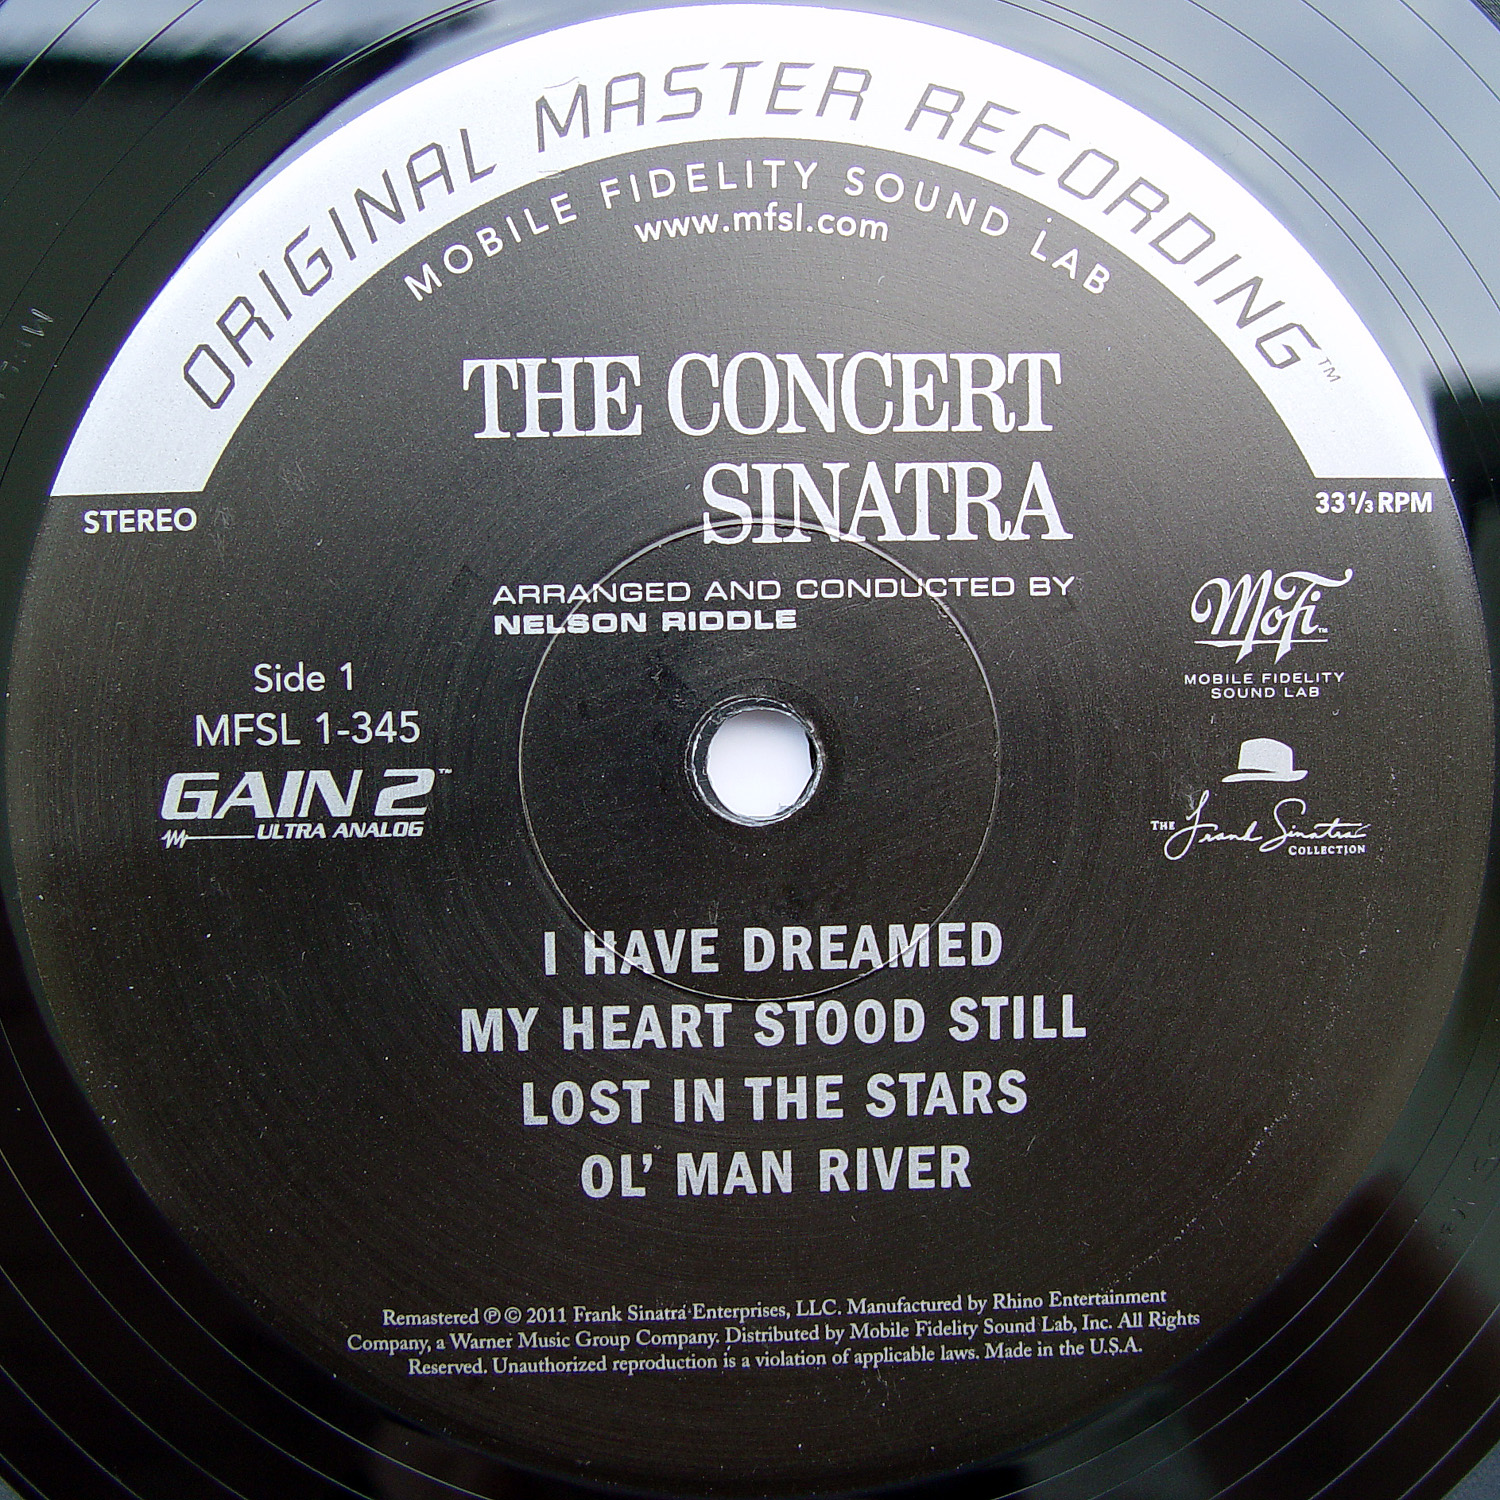 ORIGINAL MASTER RECORDING™
MOBILE FIDELITY SOUND LAB
www.mfsl.com
THE CONCERT
SINATRA
STEREO
33⅓ RPM
ARRANGED AND CONDUCTED BY
NELSON RIDDLE
Side 1
MFSL 1-345
GAIN 2™
ULTRA ANALOG
MoFi™
MOBILE FIDELITY
SOUND LAB
THE Frank Sinatra
COLLECTION
I HAVE DREAMED
MY HEART STOOD STILL
LOST IN THE STARS
OL' MAN RIVER
Remastered ℗ © 2011 Frank Sinatra Enterprises, LLC. Manufactured by Rhino Entertainment
Company, a Warner Music Group Company. Distributed by Mobile Fidelity Sound Lab, Inc. All Rights
Reserved. Unauthorized reproduction is a violation of applicable laws. Made in the U.S.A.